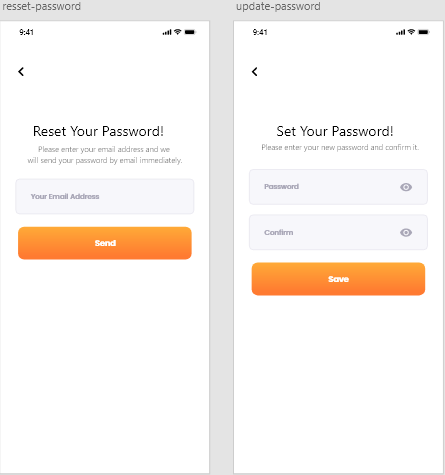 resset-password
9:41
Reset Your Password!
Please enter your email address and we
will send your password by email immediately.
Your Email Address
Send
update-password
9:41
Set Your Password!
Please enter your new password and confirm it.
Password
Confirm
Save